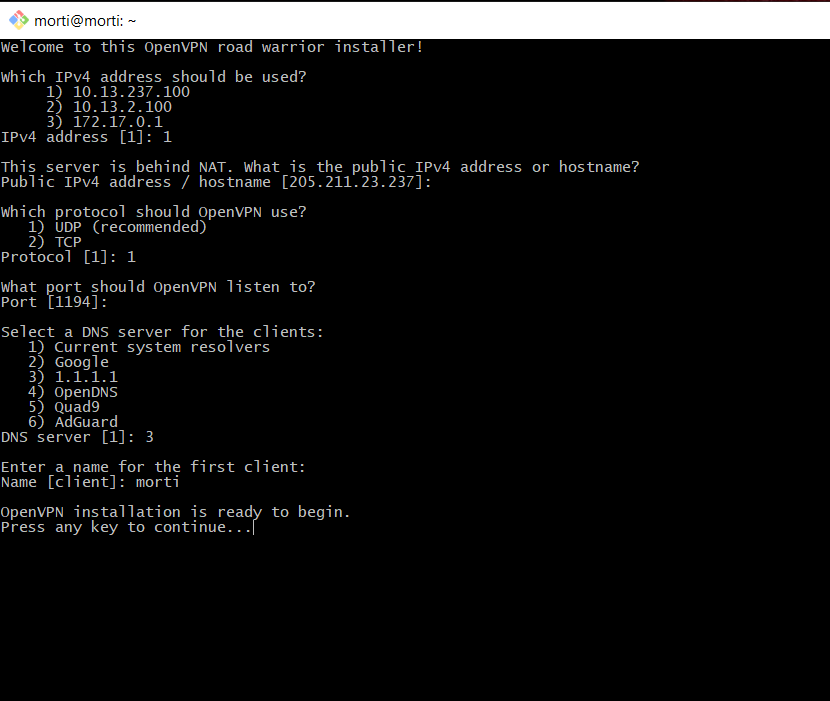 morti@morti: ~
Welcome to this OpenVPN road warrior installer!
Which IPv4 address should be used?
1) 10.13.237.100
2) 10.13.2.100
3) 172.17.0.1
IPv4 address [1]: 1
This server is behind NAT. What is the public IPv4 address or hostname?
Public IPv4 address / hostname [205.211.23.237]:
Which protocol should OpenVPN use?
1) UDP (recommended)
2) TCP
Protocol [1]: 1
What port should OpenVPN listen to?
Port [1194]:
Select a DNS server for the clients:
1) Current system resolvers
2) Google
3) 1.1.1.1
4) OpenDNS
5) Quad9
6) AdGuard
DNS server [1]: 3
Enter a name for the first client:
Name [client]: morti
OpenVPN installation is ready to begin.
Press any key to continue...